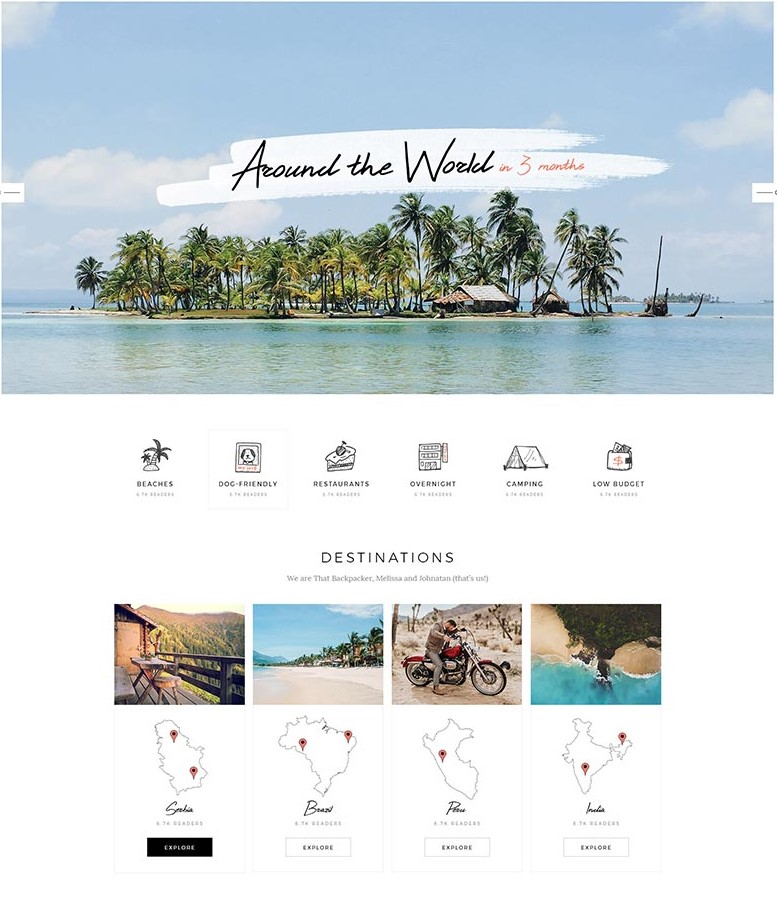 Around the World in 3 months
BEACHES
6.7K READERS
DOG-FRIENDLY
6.7K READERS
RESTAURANTS
6.7K READERS
OVERNIGHT
6.7K READERS
CAMPING
6.7K READERS
LOW BUDGET
6.7K READERS
DESTINATIONS
We are That Backpacker, Melissa and Johnatan (that's us!)
Serbia
6.7K READERS
EXPLORE
Brazil
6.7K READERS
EXPLORE
Peru
6.7K READERS
EXPLORE
India
6.7K READERS
EXPLORE